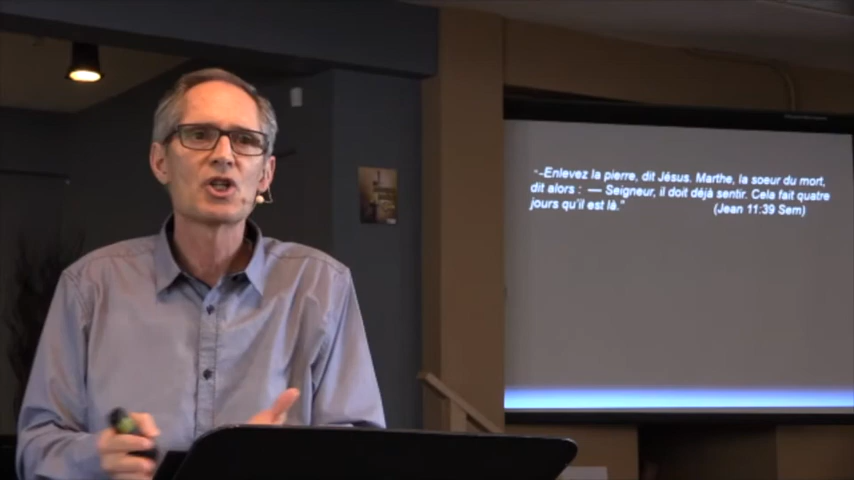 "–Enlevez la pierre, dit Jésus. Marthe, la soeur du mort,
dit alors : — Seigneur, il doit déjà sentir. Cela fait quatre
jours qu'il est là." (Jean 11:39 Sem)